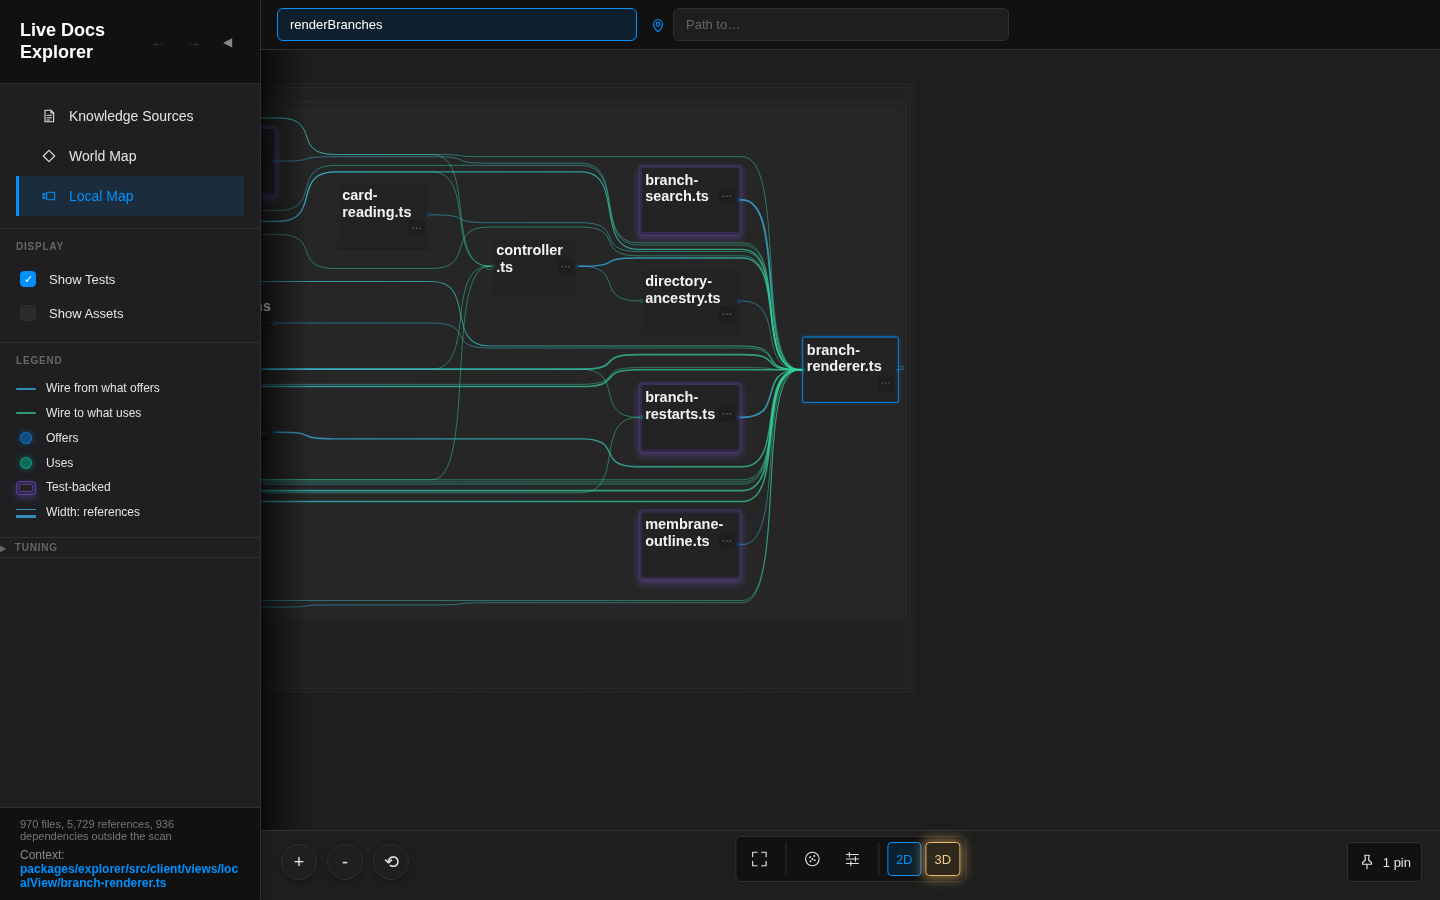 Live Docs
Explorer
← → ◀
renderBranches
Path to…
Knowledge Sources
World Map
Local Map
DISPLAY
✓ Show Tests
Show Assets
LEGEND
Wire from what offers
Wire to what uses
Offers
Uses
Test-backed
Width: references
▶ TUNING
970 files, 5,729 references, 936
dependencies outside the scan
Context:
packages/explorer/src/client/views/loc
alView/branch-renderer.ts
card-
reading.ts
...
controller
.ts
...
branch-
search.ts
...
directory-
ancestry.ts
...
branch-
renderer.ts
...
branch-
restarts.ts
...
membrane-
outline.ts
...
+ - ⟲
2D 3D
1 pin